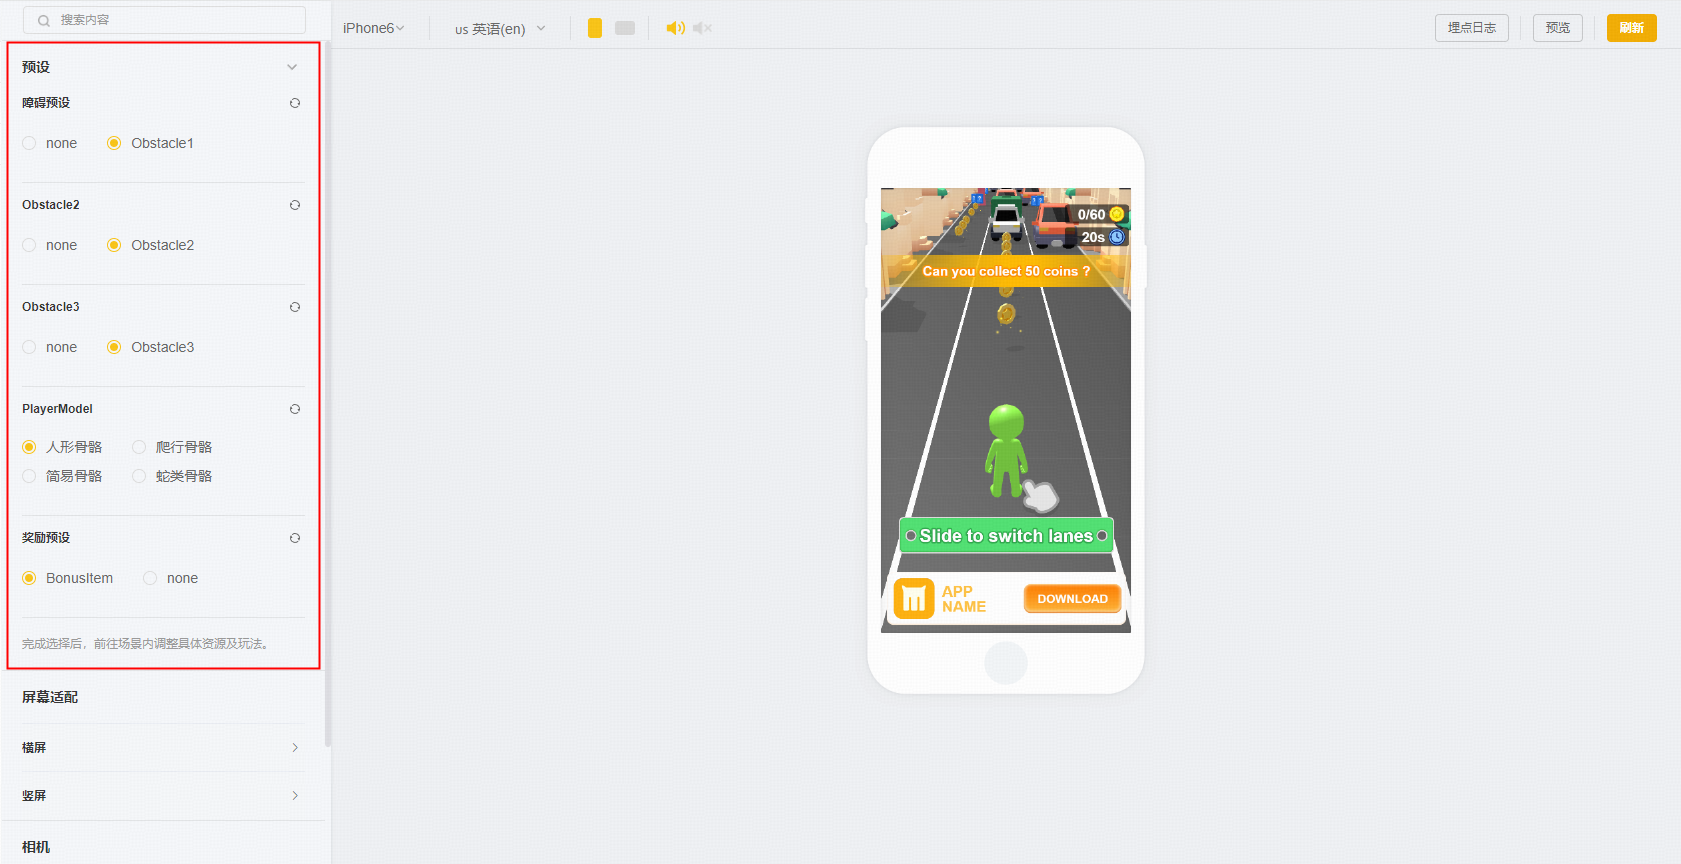 搜索内容
iPhone6
us 英语(en)
埋点日志
预览
刷新
预设
障碍预设
none
Obstacle1
Obstacle2
none
Obstacle2
Obstacle3
none
Obstacle3
PlayerModel
人形骨骼
爬行骨骼
简易骨骼
蛇类骨骼
奖励预设
BonusItem
none
完成选择后，前往场景内调整具体资源及玩法。
屏幕适配
横屏
竖屏
相机
0/60
20s
Can you collect 50 coins ?
Slide to switch lanes
APP
NAME
DOWNLOAD